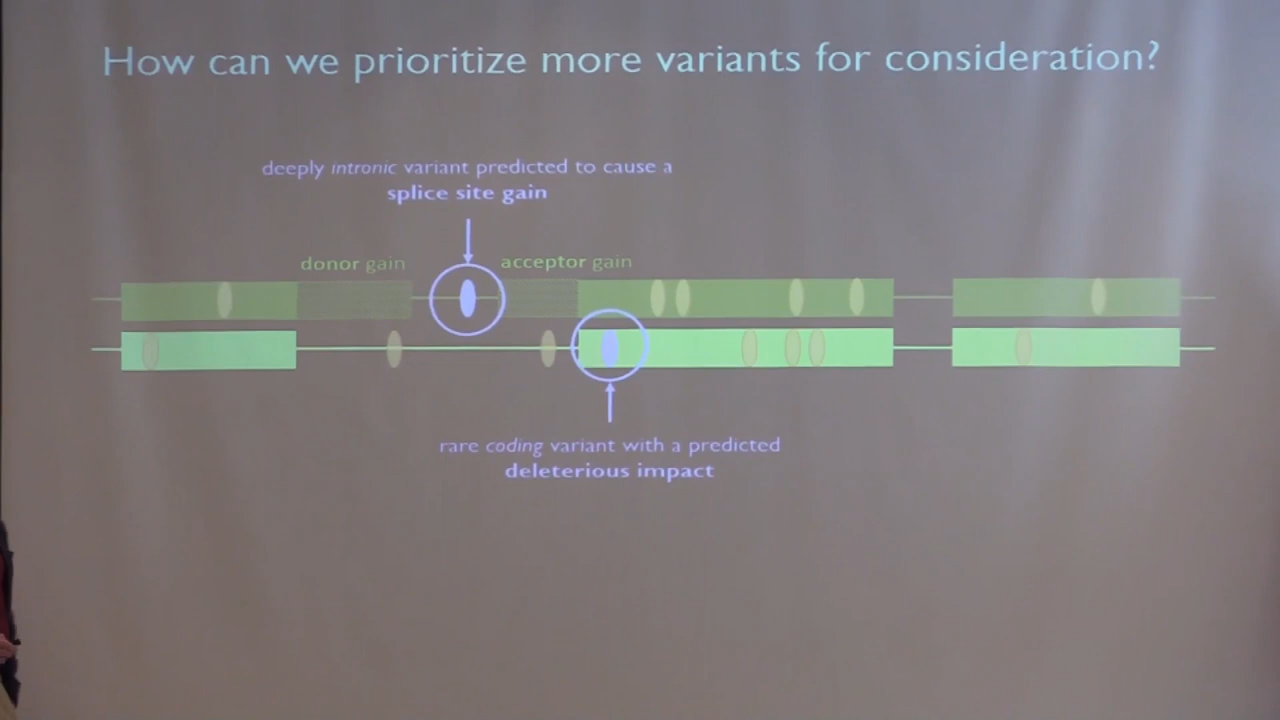 How can we prioritize more variants for consideration?
deeply intronic variant predicted to cause a
splice site gain
donor gain
acceptor gain
rare coding variant with a predicted
deleterious impact